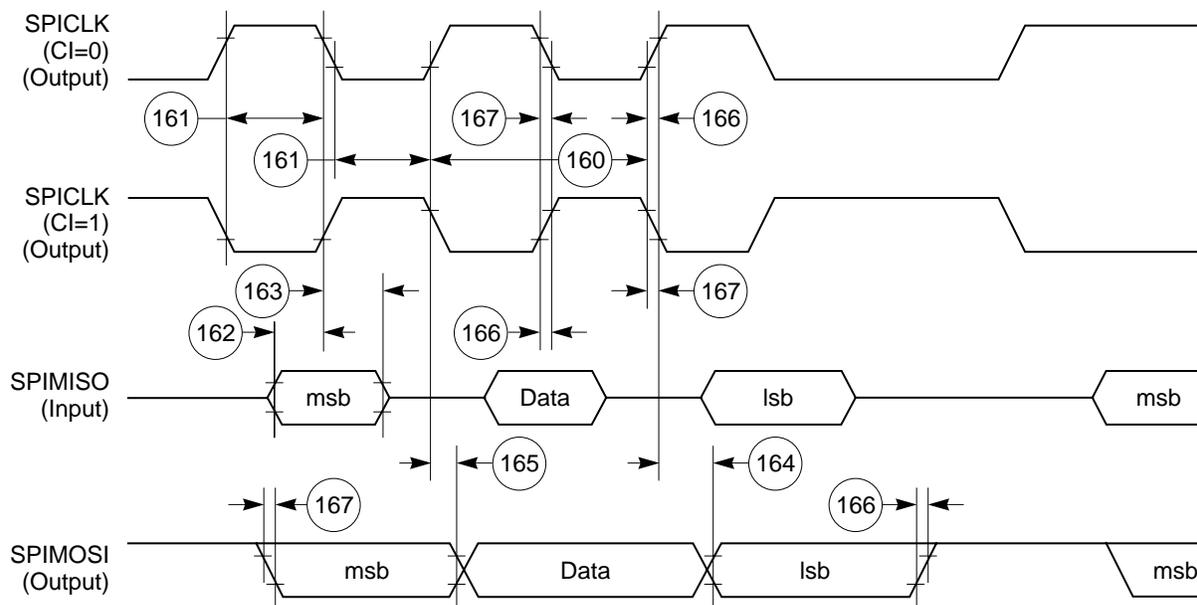 SPICLK
(CI=0)
(Output)
161
167
166
161
160
SPICLK
(CI=1)
(Output)
163
167
162
166
SPIMISO
(Input)
msb
Data
lsb
msb
165
164
167
166
SPIMOSI
(Output)
msb
Data
lsb
msb